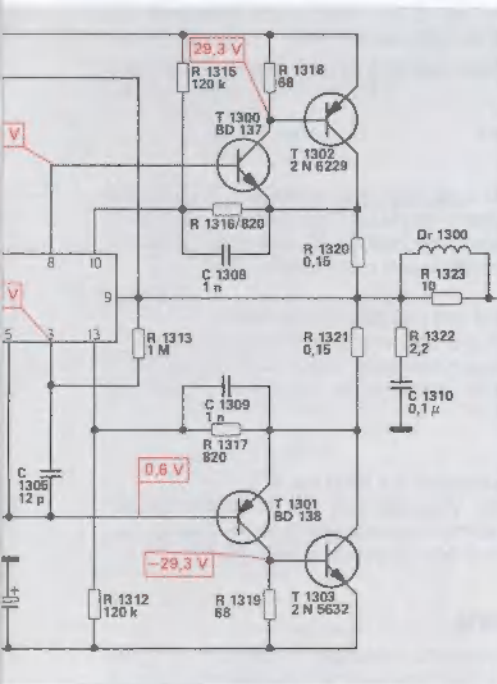 29,3 V
R 1315
120 k
R 1318
68
T 1300
BD 137
T 1302
2 N 6229
V
R 1316/820
C 1308
1 n
R 1320
0,15
Dr 1300
R 1323
10
8
10
9
V
5
3
13
R 1313
1 M
R 1321
0,15
R 1322
2,2
C 1310
0,1 µ
C 1309
1 n
R 1317
820
0,6 V
C
1305
12 p
T 1301
BD 138
−29,3 V
T 1303
2 N 5632
R 1312
120 k
R 1319
68
+